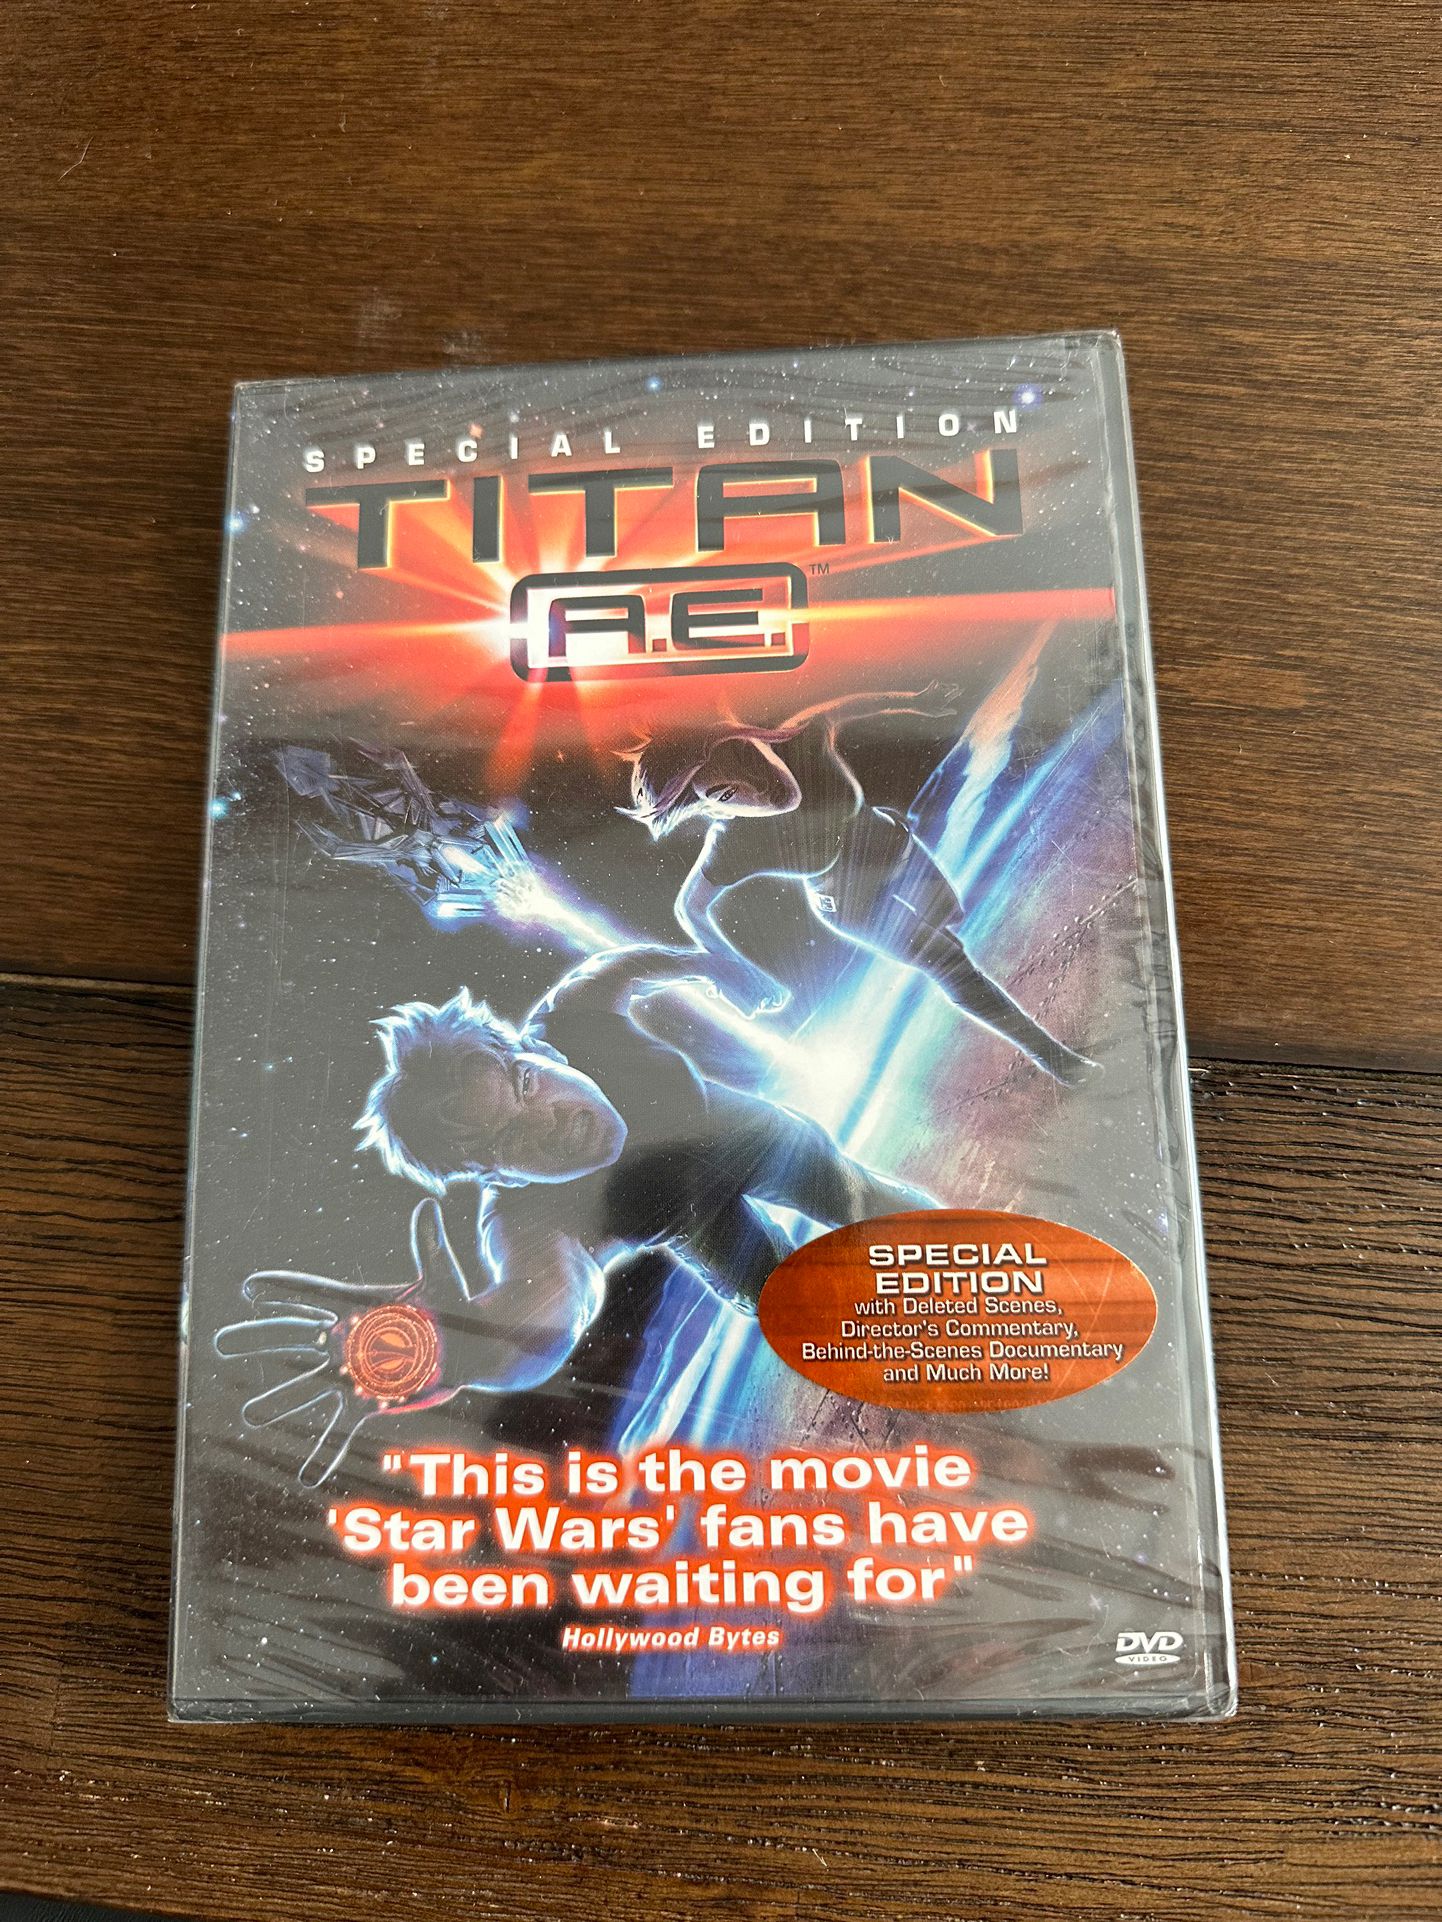 SPECIAL EDITION
TITAN
A.E.™
SPECIAL
EDITION
with Deleted Scenes,
Director's Commentary,
Behind-the-Scenes Documentary
and Much More!
"This is the movie
'Star Wars' fans have
been waiting for"
Hollywood Bytes
DVD
VIDEO